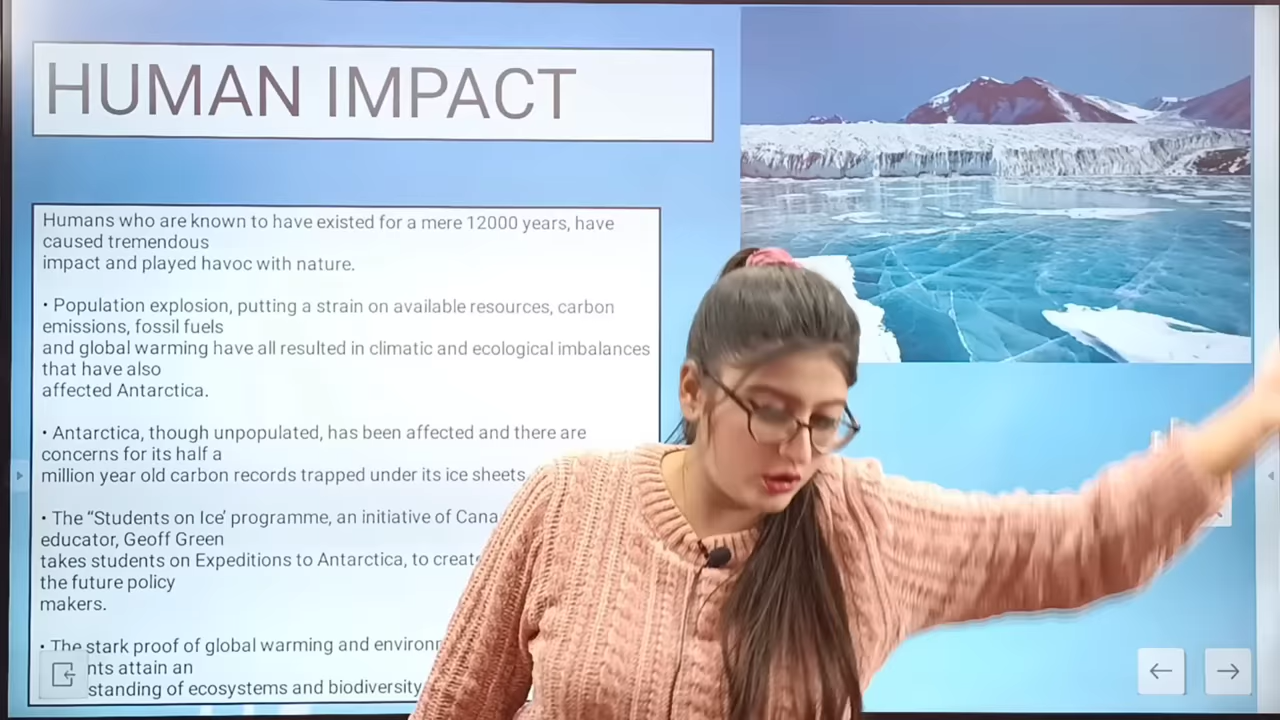 HUMAN IMPACT
Humans who are known to have existed for a mere 12000 years, have
caused tremendous
impact and played havoc with nature.
• Population explosion, putting a strain on available resources, carbon
emissions, fossil fuels
and global warming have all resulted in climatic and ecological imbalances
that have also
affected Antarctica.
• Antarctica, though unpopulated, has been affected and there are
concerns for its half a
million year old carbon records trapped under its ice sheets
• The “Students on Ice’ programme, an initiative of
educator, Geoff Green
takes students on Expeditions to Antarctica, to
the future policy
makers.
• The stark proof of global warming and
attain an
of ecosystems and biodiversity